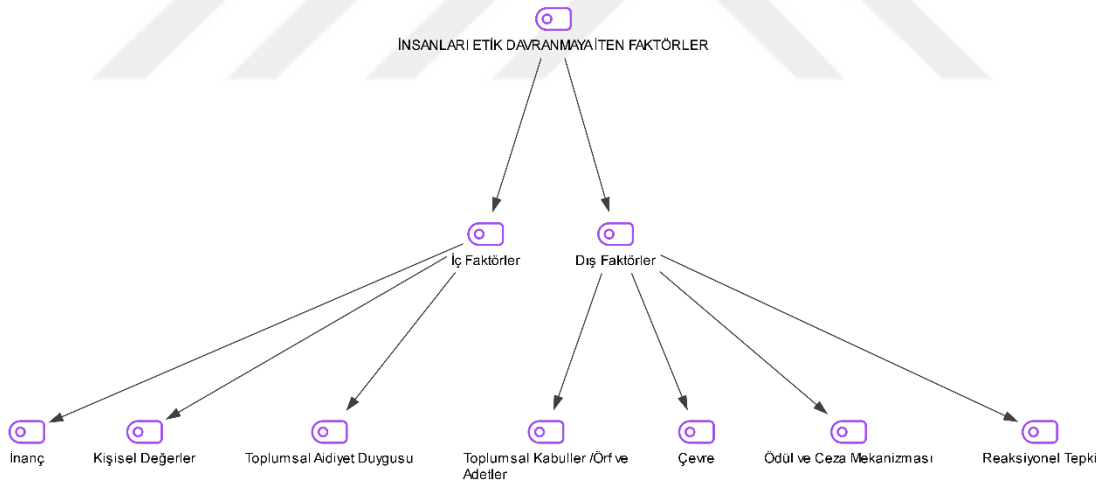 İNSANLARI ETİK DAVRANMAYA İTEN FAKTÖRLER
İç Faktörler
Dış Faktörler
İnanç
Kişisel Değerler
Toplumsal Aidiyet Duygusu
Toplumsal Kabuller /Örf ve
Adetler
Çevre
Ödül ve Ceza Mekanizması
Reaksiyonel Tepki